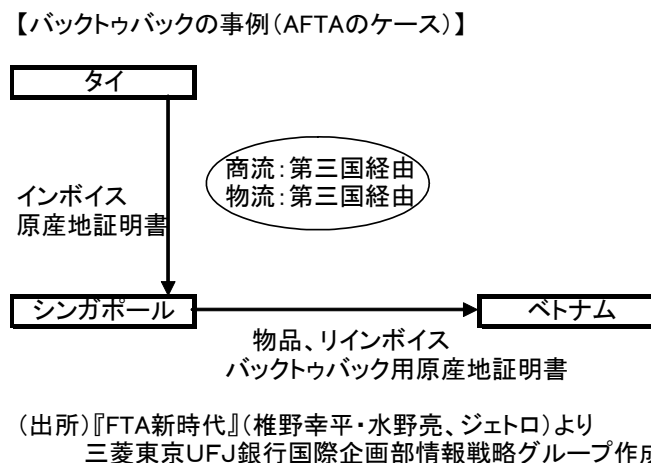 【バックトゥバックの事例（AFTAのケース）】
タイ
商流：第三国経由
物流：第三国経由
インボイス
原産地証明書
シンガポール
ベトナム
物品、リインボイス
バックトゥバック用原産地証明書
（出所）『FTA新時代』（椎野幸平・水野亮、ジェトロ）より
三菱東京ＵＦＪ銀行国際企画部情報戦略グループ作成